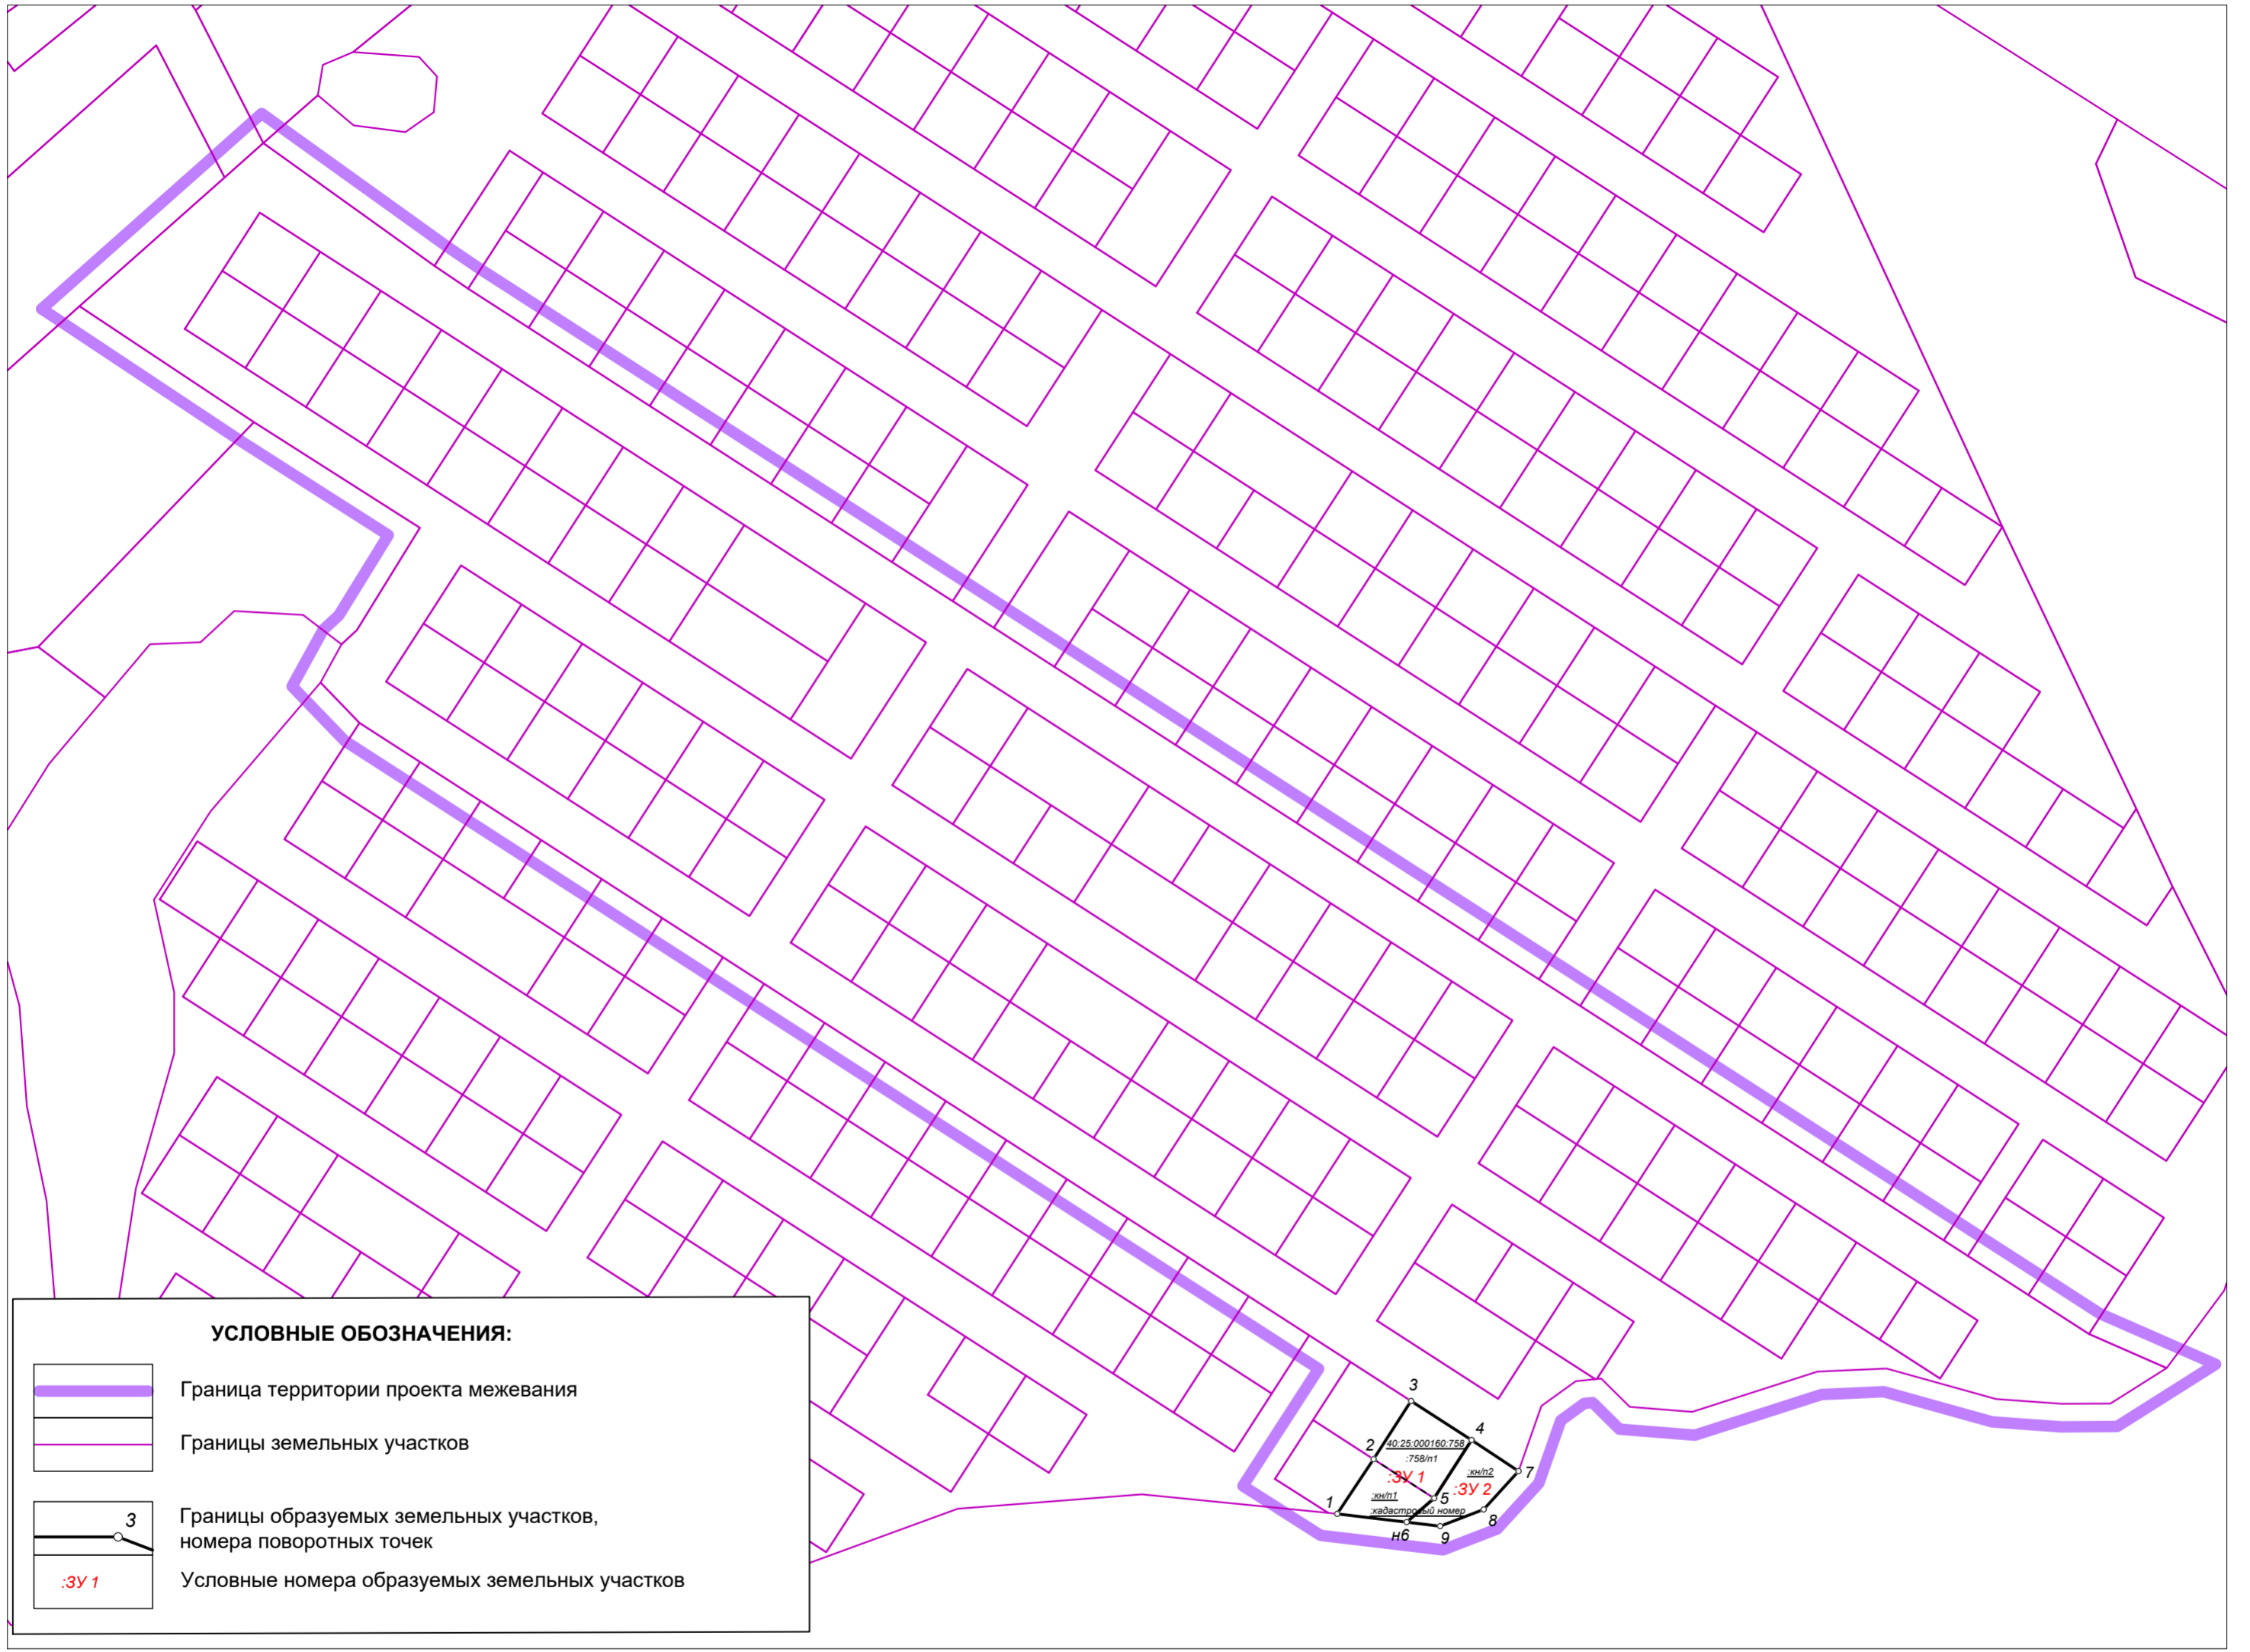 3
4
2
40:25:000160:758
:758/п1
:ЗУ 1
:кн/п2
:ЗУ 2
7
:кн/п1
5
1
:кадастровый номер
8
н6
9
УСЛОВНЫЕ ОБОЗНАЧЕНИЯ:
Граница территории проекта межевания
Границы земельных участков
3
Границы образуемых земельных участков,
номера поворотных точек
:ЗУ 1
Условные номера образуемых земельных участков